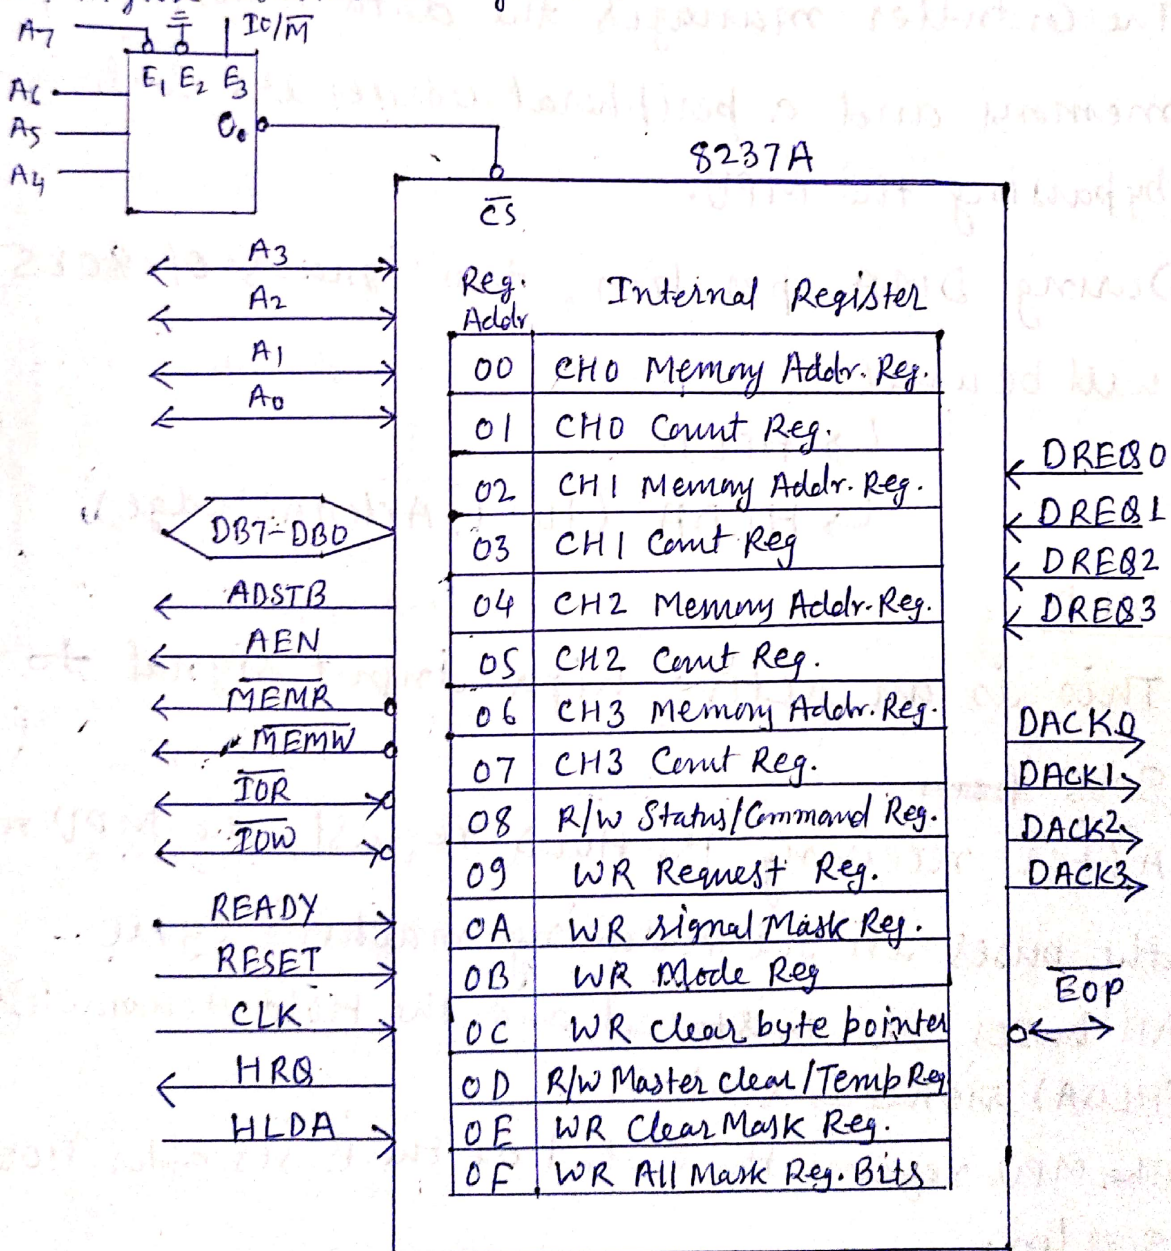 A7
IO/M̅
E1 E2 E3
A6
A5
A4
O0
8237A
C̅S̅
A3
A2
A1
A0
DB7-DB0
ADSTB
AEN
M̅E̅M̅R̅
M̅E̅M̅W̅
I̅O̅R̅
I̅O̅W̅
READY
RESET
CLK
HRQ
HLDA
Reg. Addr
Internal Register
00 CH0 Memory Addr. Reg.
01 CH0 Count Reg.
02 CH1 Memory Addr. Reg.
03 CH1 Count Reg
04 CH2 Memory Addr. Reg.
05 CH2 Count Reg.
06 CH3 Memory Addr. Reg.
07 CH3 Count Reg.
08 R/W Status/Command Reg.
09 WR Request Reg.
0A WR signal Mask Reg.
0B WR Mode Reg
0C WR Clear byte pointer
0D R/W Master clear/Temp Reg
0E WR Clear Mask Reg.
0F WR All Mask Reg. Bits
DREQ0
DREQ1
DREQ2
DREQ3
DACK0
DACK1
DACK2
DACK3
E̅O̅P̅